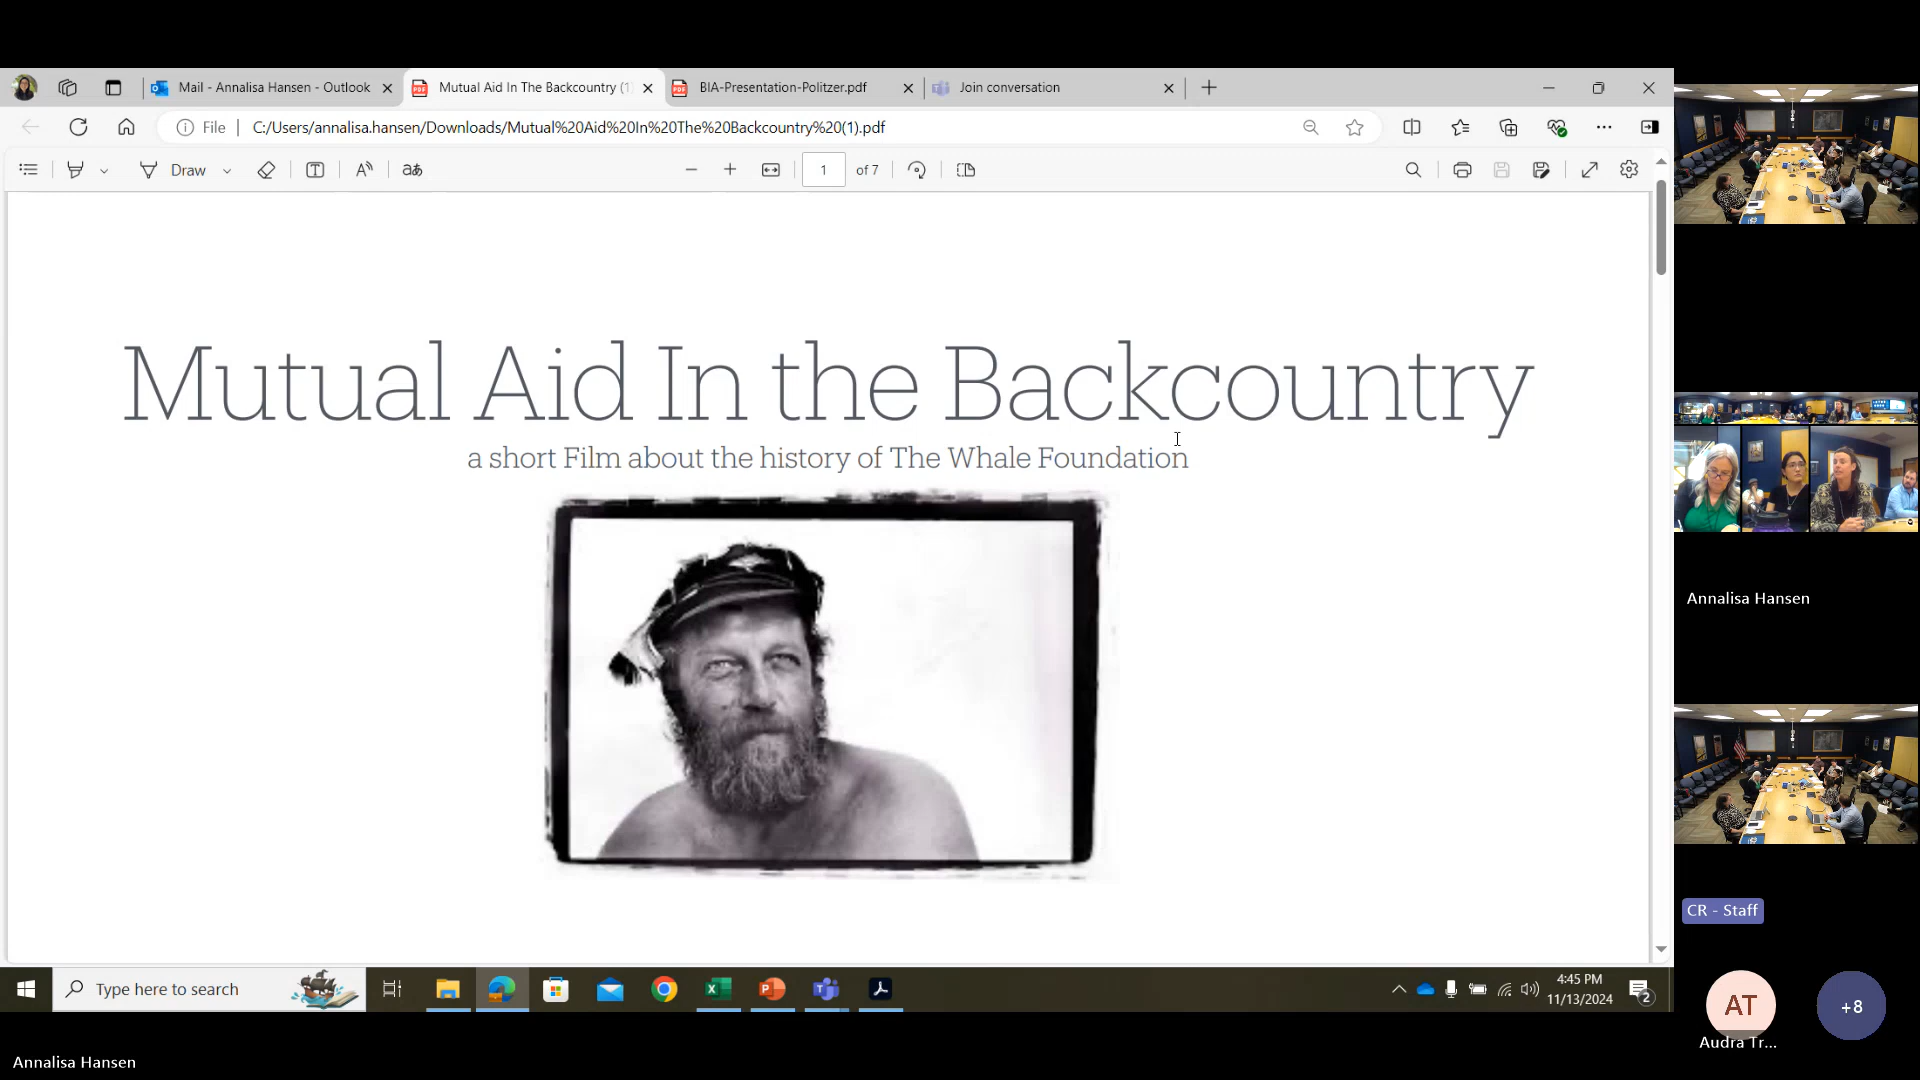 Mail - Annalisa Hansen - Outlook
Mutual Aid In The Backcountry (1)
BIA-Presentation-Politzer.pdf
Join conversation
File
C:/Users/annalisa.hansen/Downloads/Mutual%20Aid%20In%20The%20Backcountry%20(1).pdf
Draw
1
of 7
Mutual Aid In the Backcountry
a short Film about the history of The Whale Foundation
Annalisa Hansen
CR - Staff
AT
+8
Audra Tr...
Type here to search
4:45 PM
11/13/2024
2
Annalisa Hansen